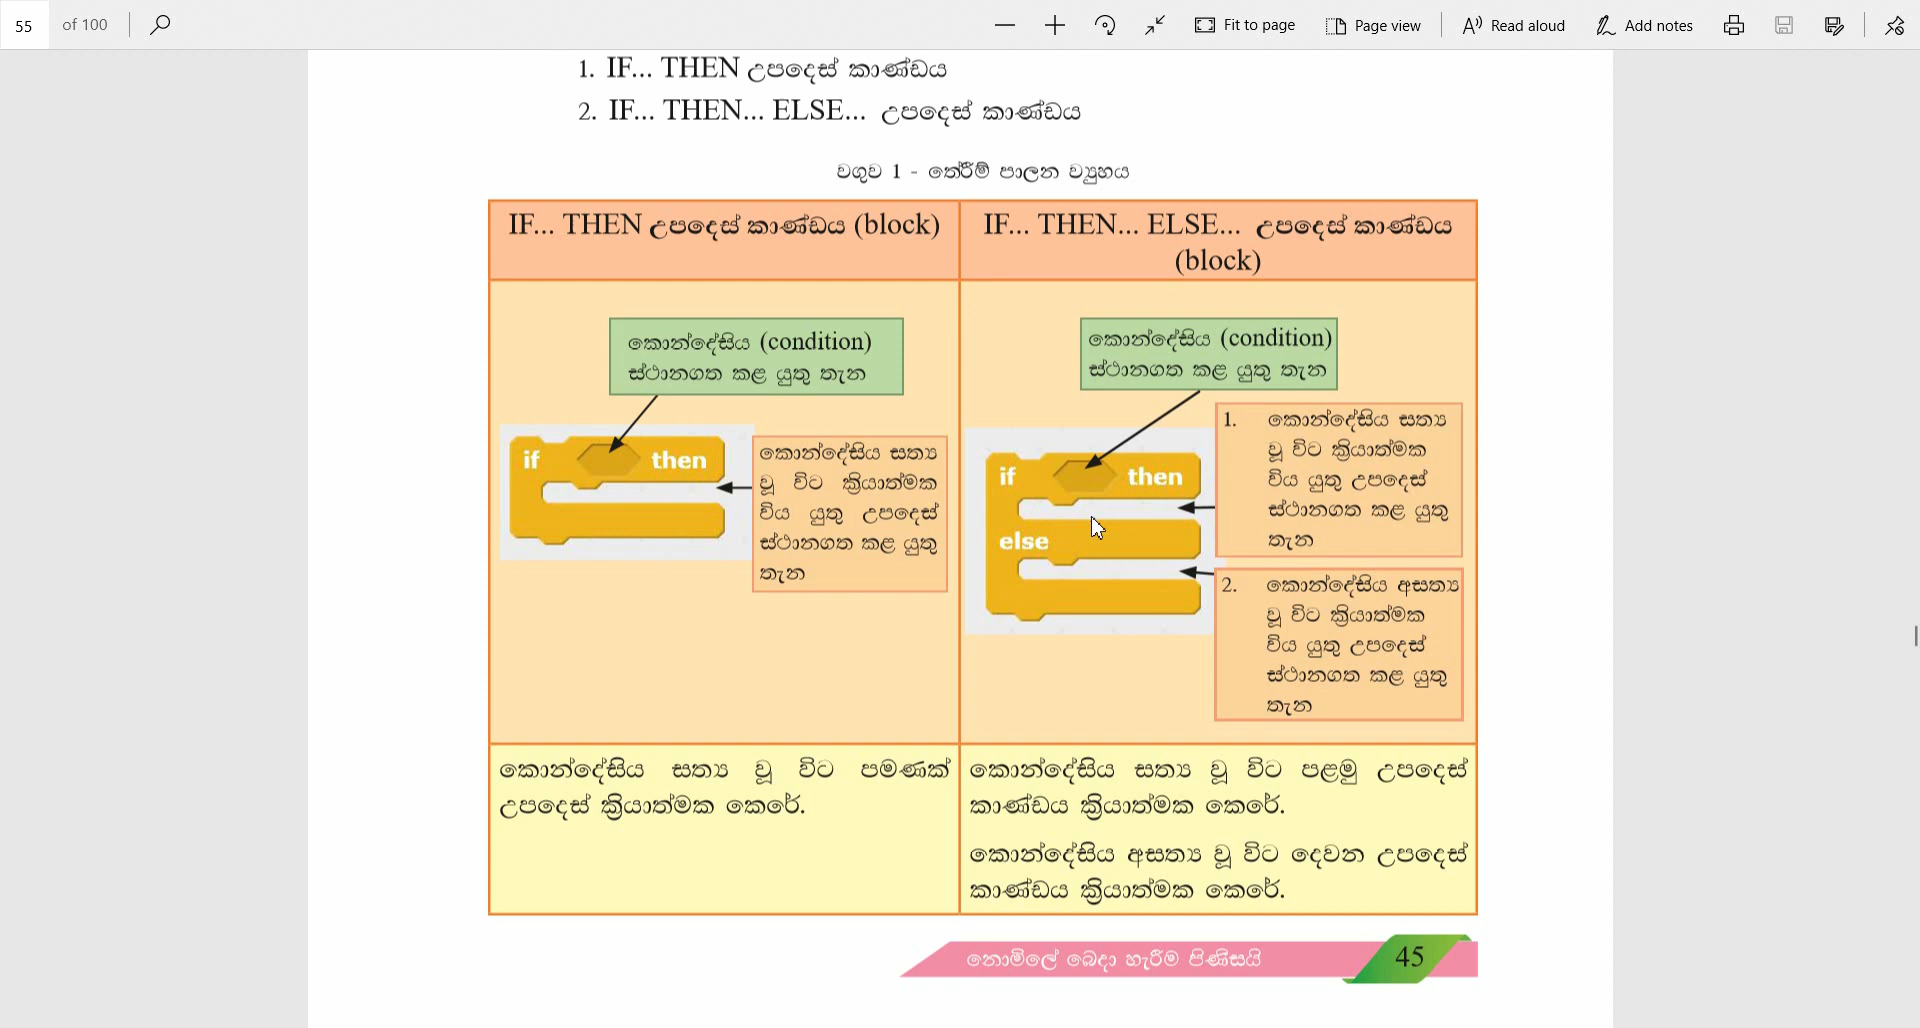 55 of 100 Fit to page Page view Read aloud Add notes
1. IF... THEN උපදෙස් කාණ්ඩය
2. IF... THEN... ELSE... උපදෙස් කාණ්ඩය
වගුව 1 - තේරීම් පාලන ව්‍යුහය
IF... THEN උපදෙස් කාණ්ඩය (block)
IF... THEN... ELSE... උපදෙස් කාණ්ඩය
(block)
කොන්දේසිය (condition)
ස්ථානගත කළ යුතු තැන
if then
කොන්දේසිය සත්‍ය
වූ විට ක්‍රියාත්මක
විය යුතු උපදෙස්
ස්ථානගත කළ යුතු
තැන
කොන්දේසිය (condition)
ස්ථානගත කළ යුතු තැන
if then
else
1. කොන්දේසිය සත්‍ය
වූ විට ක්‍රියාත්මක
විය යුතු උපදෙස්
ස්ථානගත කළ යුතු
තැන
2. කොන්දේසිය අසත්‍ය
වූ විට ක්‍රියාත්මක
විය යුතු උපදෙස්
ස්ථානගත කළ යුතු
තැන
කොන්දේසිය සත්‍ය වූ විට පමණක්
උපදෙස් ක්‍රියාත්මක කෙරේ.
කොන්දේසිය සත්‍ය වූ විට පළමු උපදෙස්
කාණ්ඩය ක්‍රියාත්මක කෙරේ.
කොන්දේසිය අසත්‍ය වූ විට දෙවන උපදෙස්
කාණ්ඩය ක්‍රියාත්මක කෙරේ.
නොමිලේ බෙදා හැරීම පිණිසයි 45